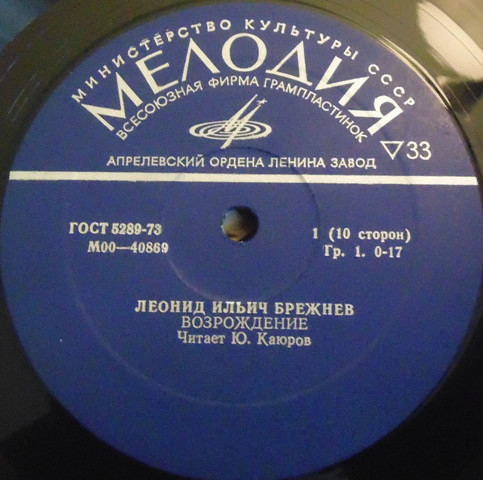 МИНИСТЕРСТВО КУЛЬТУРЫ СССР
МЕЛОДИЯ
ВСЕСОЮЗНАЯ ФИРМА ГРАМПЛАСТИНОК
33
АПРЕЛЕВСКИЙ ОРДЕНА ЛЕНИНА ЗАВОД
ГОСТ 5289-73
М00—40869
1 (10 сторон)
Гр. 1. 0-17
ЛЕОНИД ИЛЬИЧ БРЕЖНЕВ
ВОЗРОЖДЕНИЕ
Читает Ю. Каюров